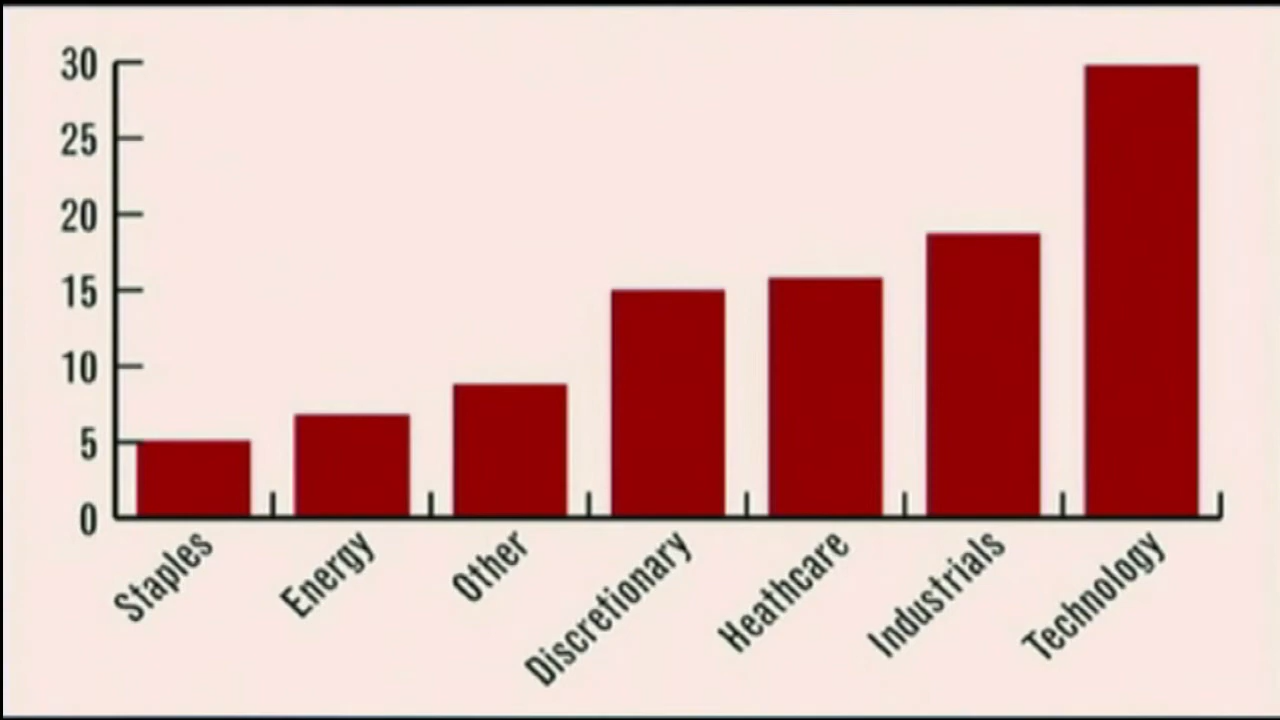 30
25
20
15
10
5
0
Staples
Energy
Other
Discretionary
Heathcare
Industrials
Technology